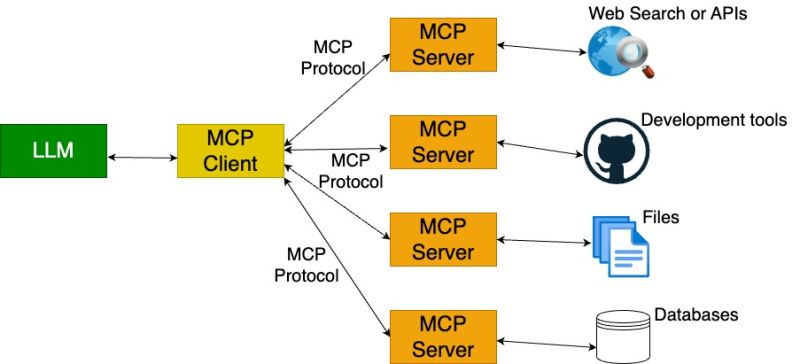 Web Search or APIs
MCP
Protocol
MCP
Server
Development tools
LLM
MCP
Client
MCP
Protocol
MCP
Server
Files
MCP
Server
MCP
Protocol
Databases
MCP
Server